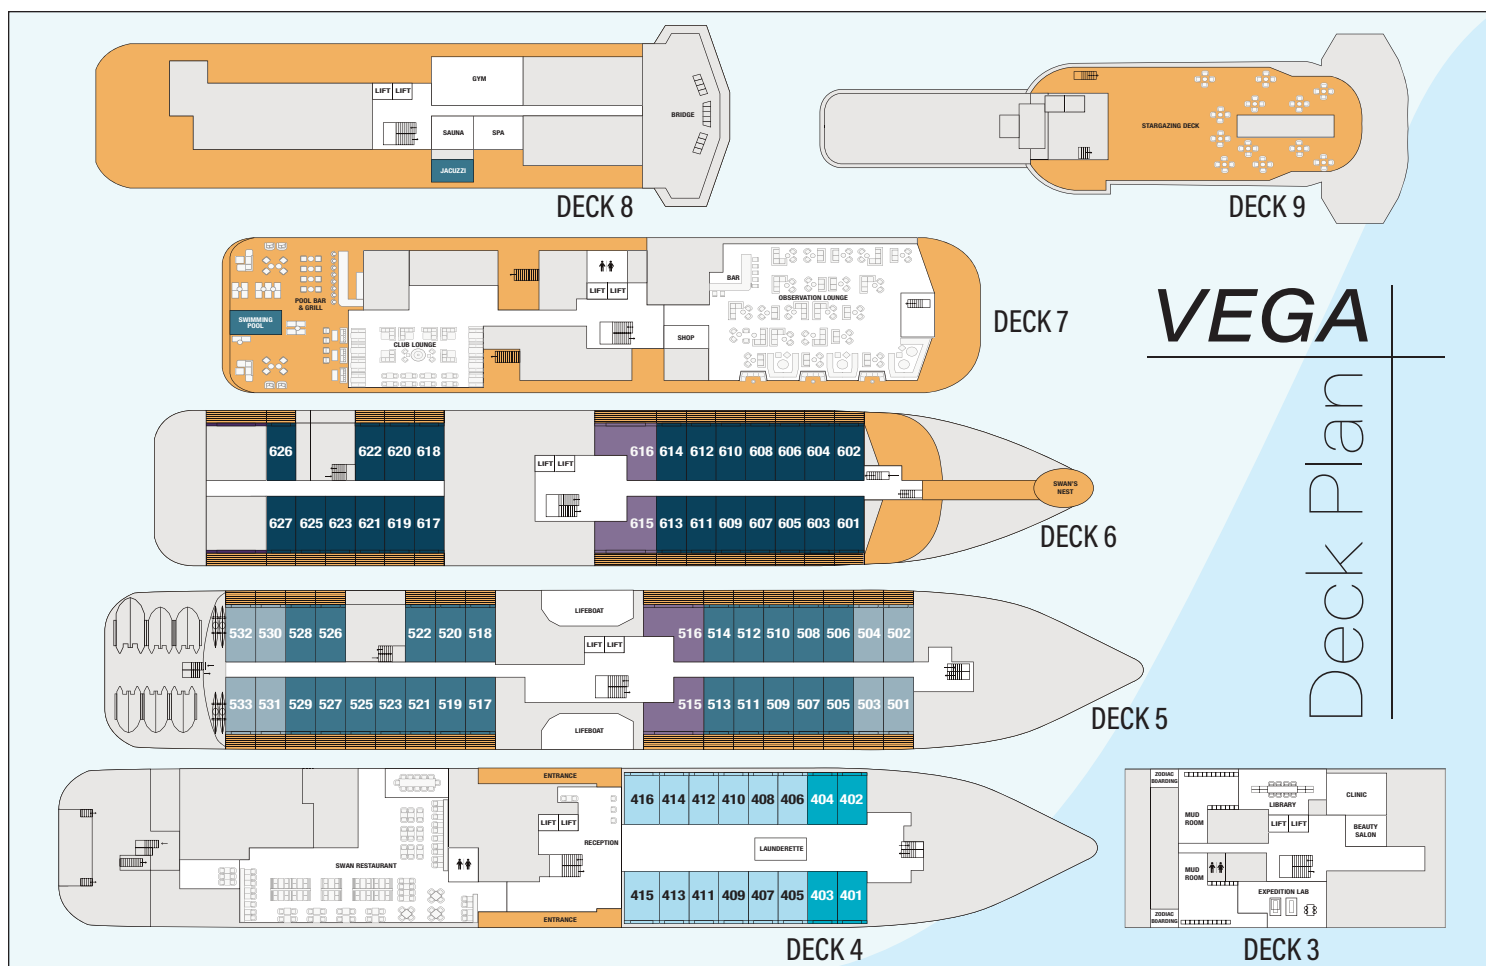 GYM
LIFT LIFT
SAUNA SPA
JACUZZI
BRIDGE
DECK 8
STARGAZING DECK
DECK 9
POOL BAR
& GRILL
SWIMMING
POOL
CLUB LOUNGE
LIFT LIFT
SHOP
BAR
OBSERVATION LOUNGE
DECK 7
VEGA
Deck Plan
626 622 620 618 616 614 612 610 608 606 604 602
LIFT LIFT
SWAN'S
NEST
627 625 623 621 619 617 615 613 611 609 607 605 603 601
DECK 6
LIFEBOAT
532 530 528 526 522 520 518 516 514 512 510 508 506 504 502
LIFT LIFT
533 531 529 527 525 523 521 519 517 515 513 511 509 507 505 503 501
LIFEBOAT
DECK 5
ENTRANCE
416 414 412 410 408 406 404 402
LIFT LIFT
RECEPTION
LAUNDERETTE
SWAN RESTAURANT
415 413 411 409 407 405 403 401
ENTRANCE
DECK 4
ZODIAC
BOARDING
MUD
ROOM
LIBRARY
CLINIC
LIFT LIFT
BEAUTY
SALON
MUD
ROOM
EXPEDITION LAB
ZODIAC
BOARDING
DECK 3